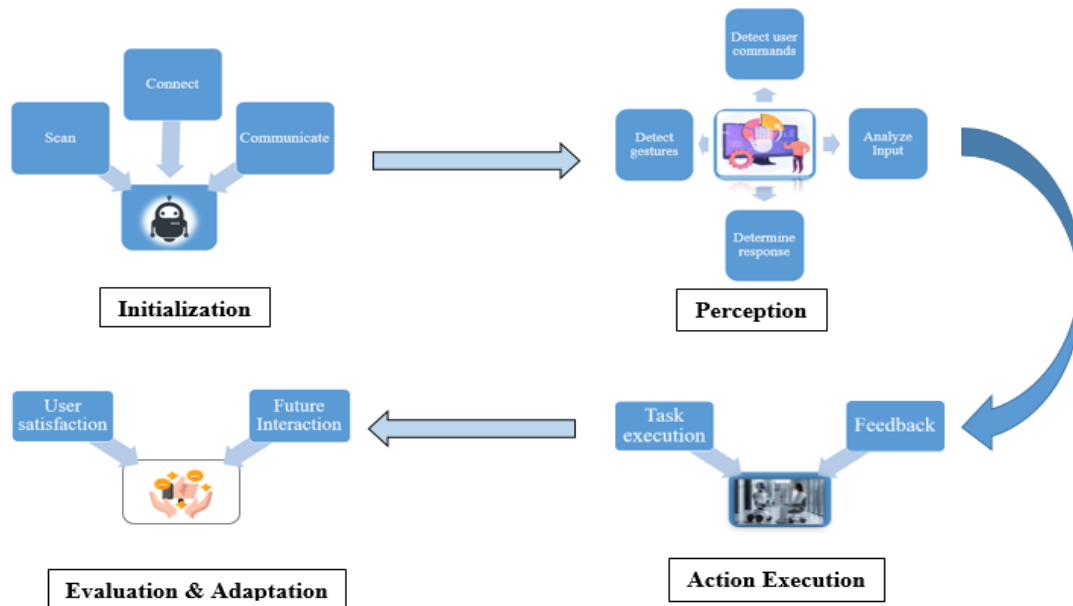 Connect
Scan
Communicate
Initialization
Detect user
commands
Detect
gestures
Analyze
Input
Determine
response
Perception
User
satisfaction
Future
Interaction
Evaluation & Adaptation
Task
execution
Feedback
Action Execution